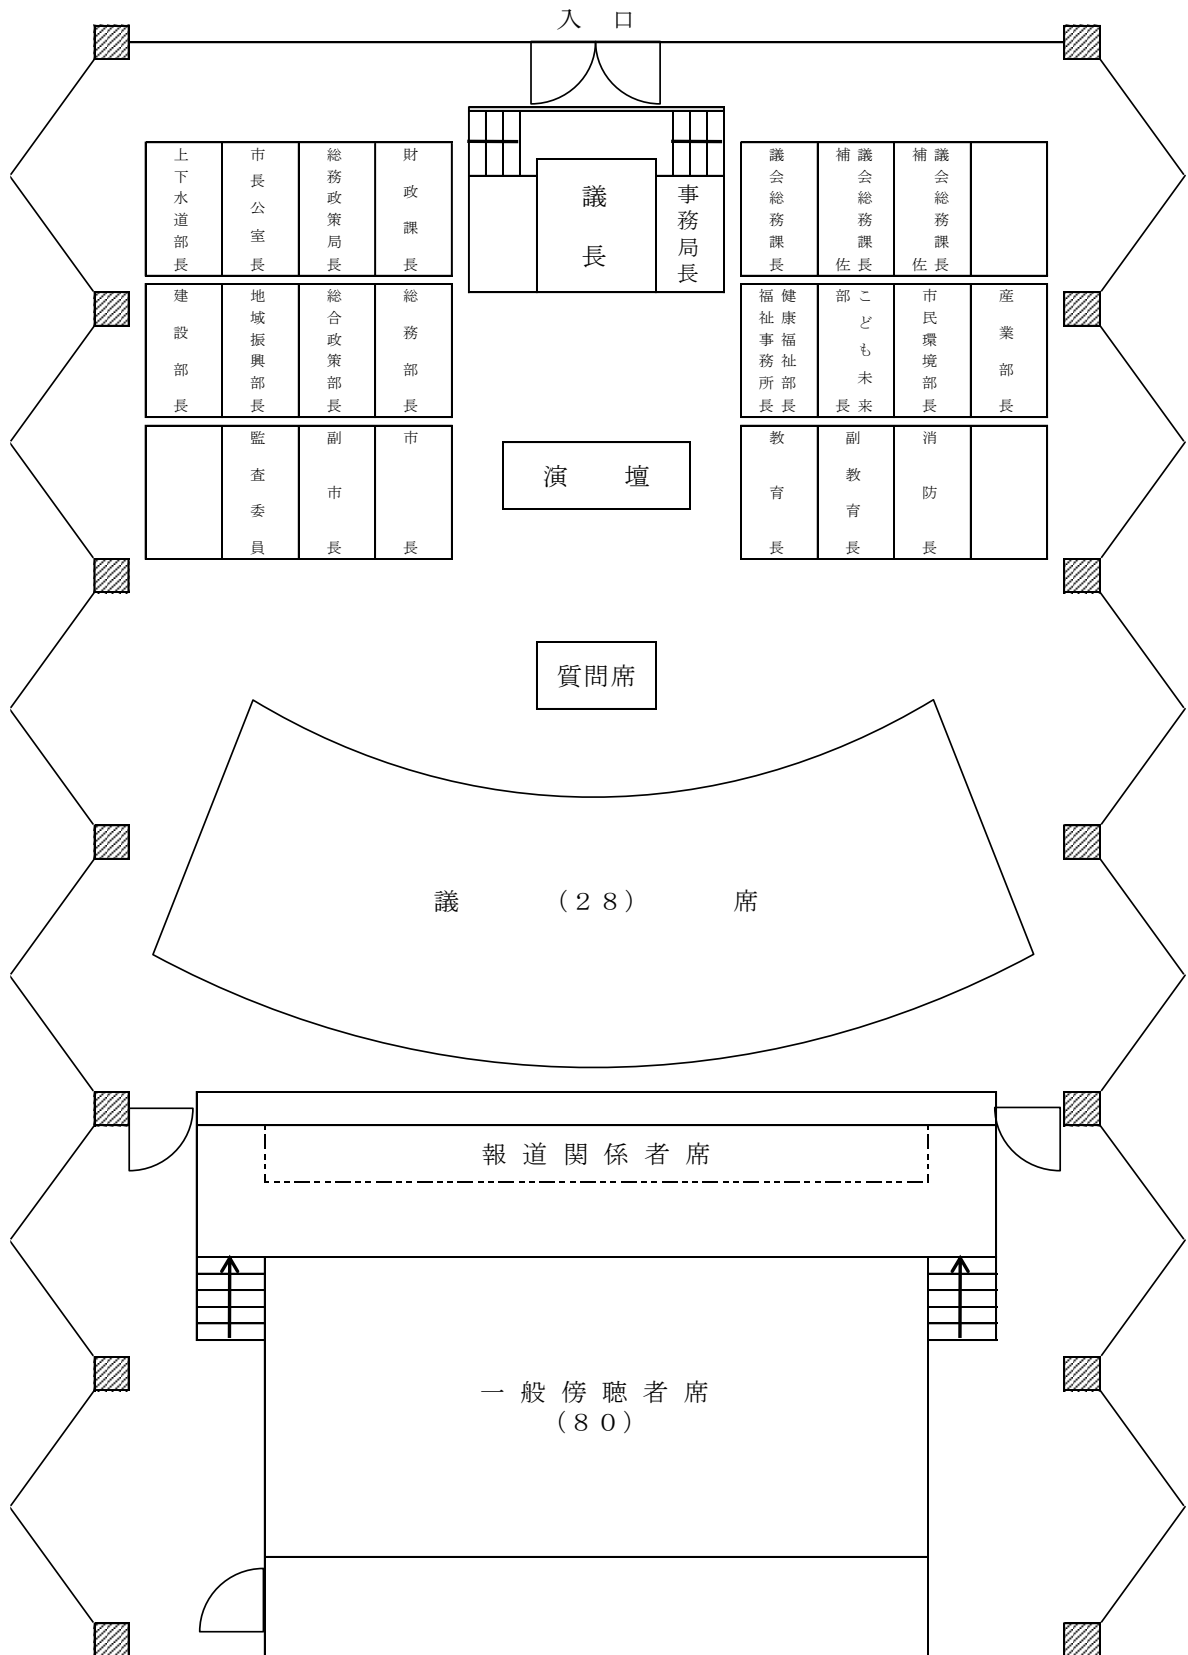 入口
議長
事務局長
上下水道部長
市長公室長
総務政策局長
財政課長
議会総務課長
議会総務課長
補佐
議会総務課長
補佐
建設部長
地域振興部長
総合政策部長
総務部長
健康福祉部長
福祉事務所長
こども未来
部長
市民環境部長
産業部長
監査委員
副市長
市長
演壇
教育長
副教育長
消防長
質問席
議（２８）席
報道関係者席
一般傍聴者席
（８０）